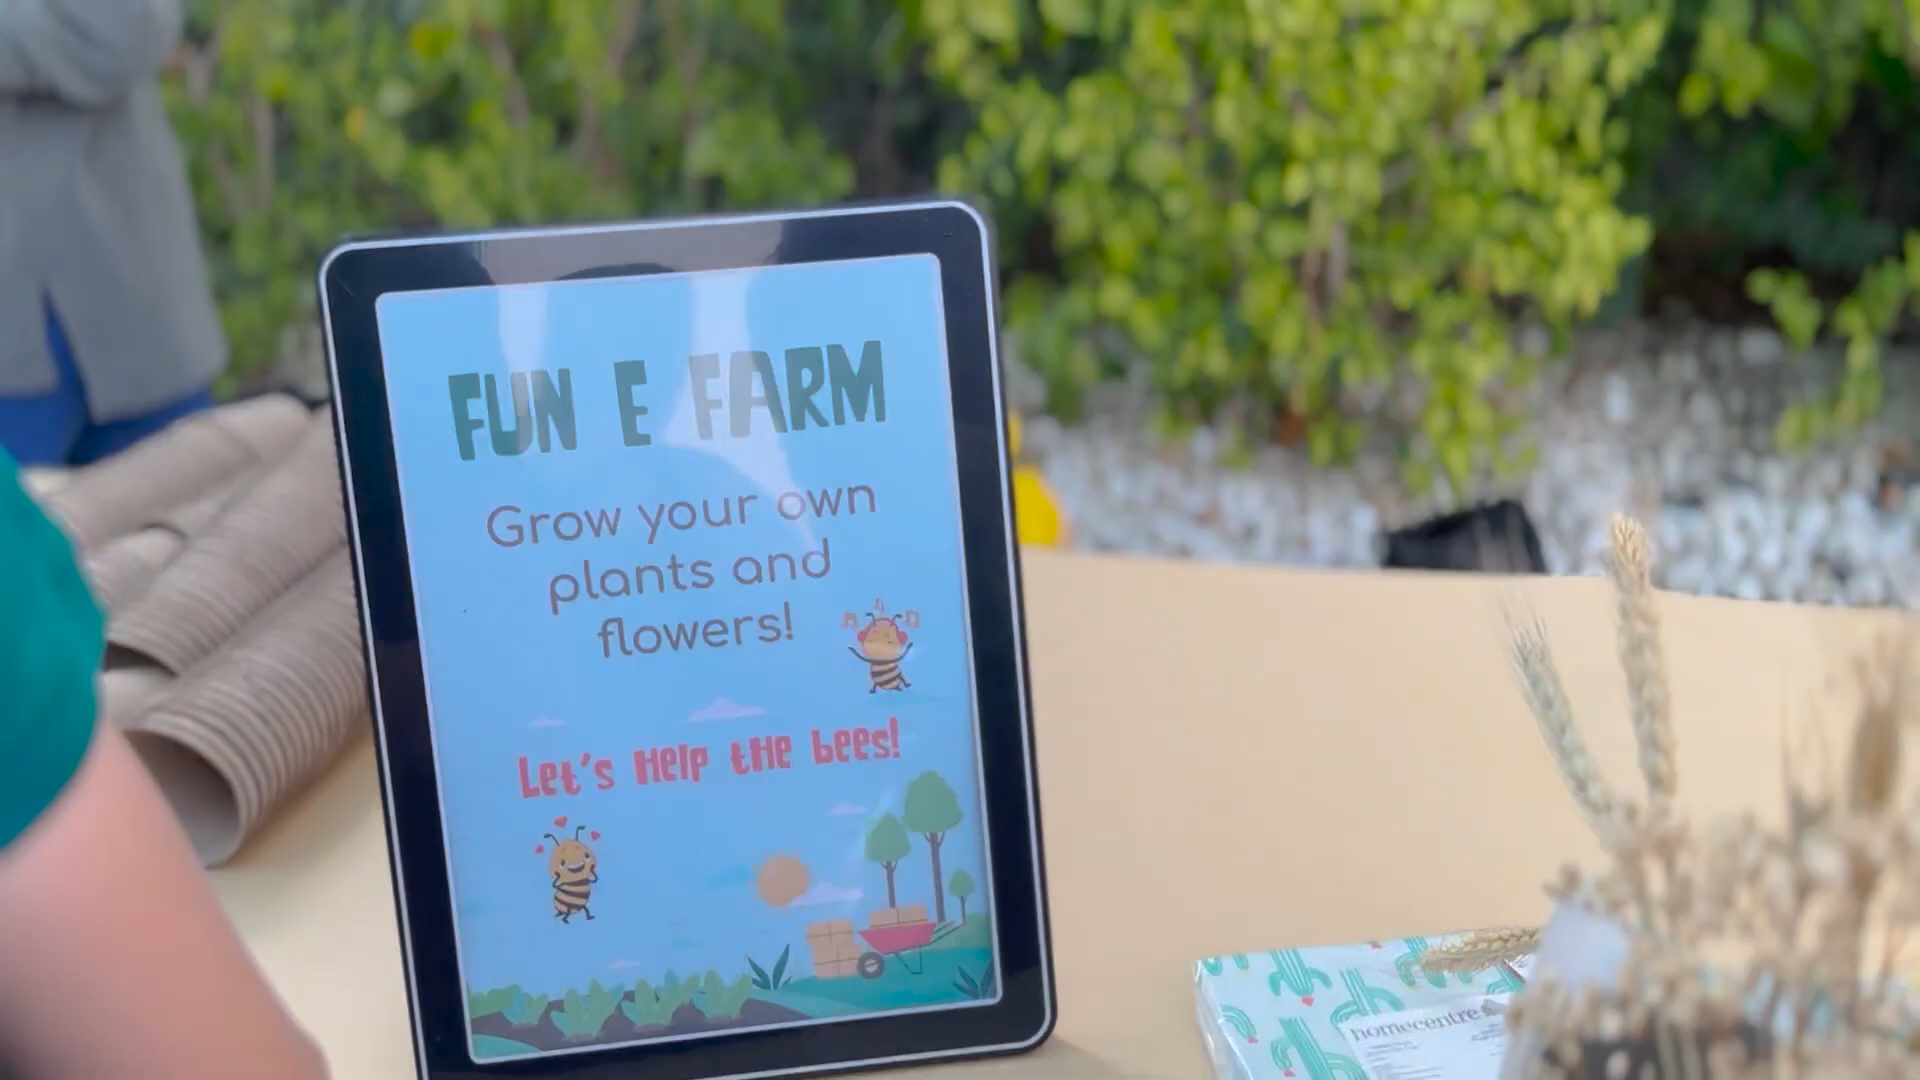 FUN E FARM
Grow your own
plants and
flowers!
Let's Help the bees!
homecentre